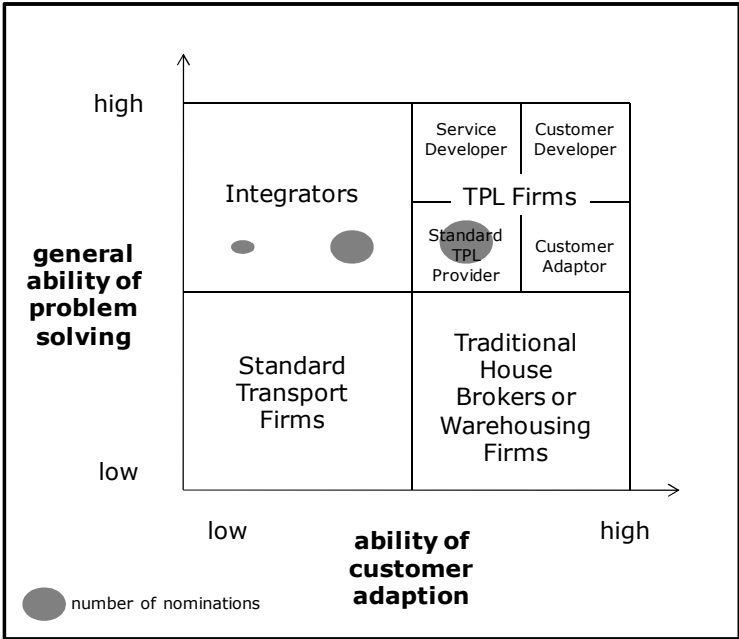 high
Service
Developer
Customer
Developer
Integrators
TPL Firms
general
ability of
problem
solving
Standard
TPL
Provider
Customer
Adaptor
Standard
Transport
Firms
Traditional
House
Brokers or
Warehousing
Firms
low
low
ability of
customer
adaption
high
number of nominations